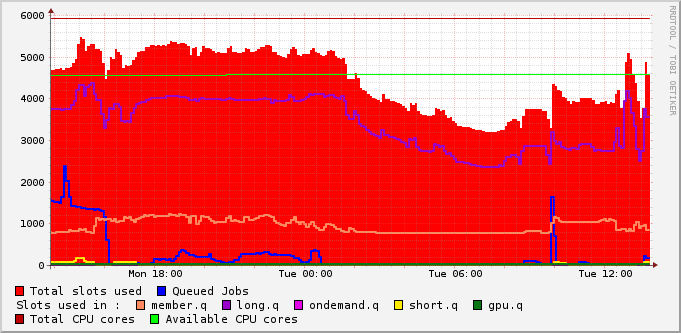 RRDTOOL / TOBI OETIKER
6000
5000
4000
3000
2000
1000
0
Mon 18:00 Tue 00:00 Tue 06:00 Tue 12:00
Total slots used Queued Jobs
Slots used in : member.q long.q ondemand.q short.q gpu.q
Total CPU cores Available CPU cores